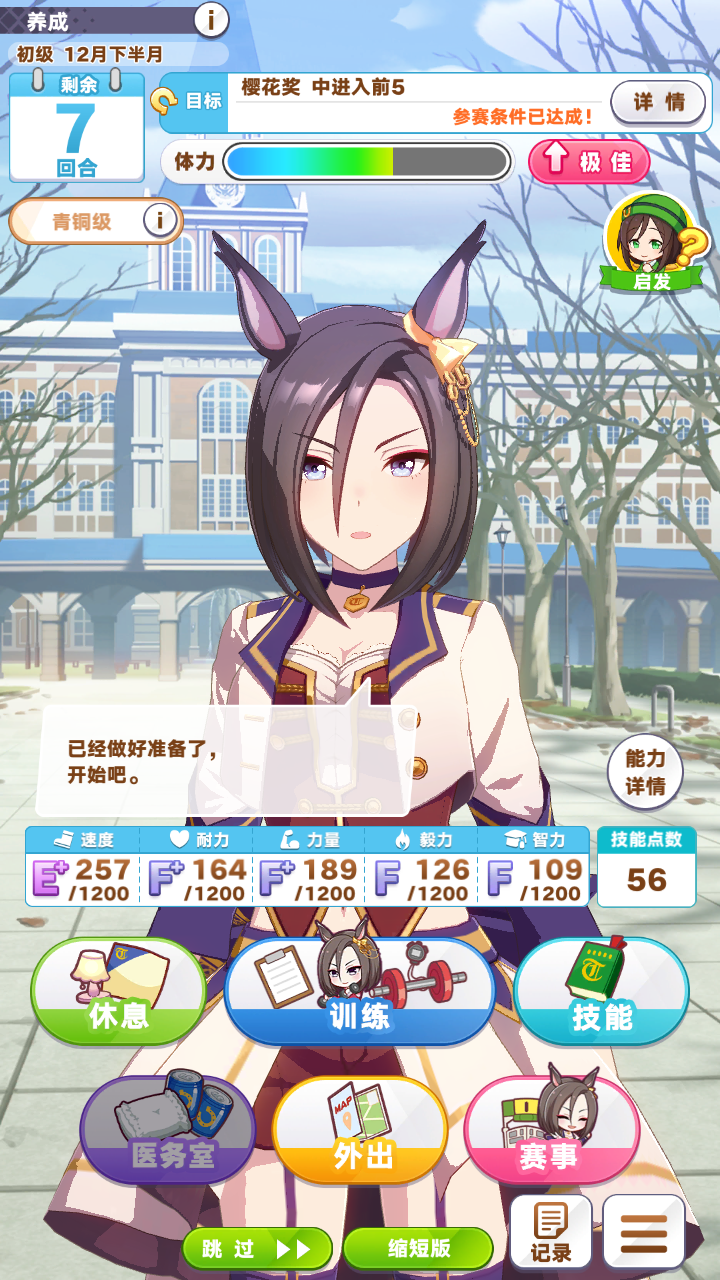 养成
初级 12月下半月
剩余
7
回合
目标
樱花奖 中进入前5
参赛条件已达成！
详情
体力
极佳
青铜级
启发
已经做好准备了，
开始吧。
能力
详情
速度 耐力 力量 毅力 智力
技能点数
E+ 257 /1200
F+ 164 /1200
F+ 189 /1200
F 126 /1200
F 109 /1200
56
休息
训练
技能
MAP
医务室
外出
赛事
跳过
缩短版
记录